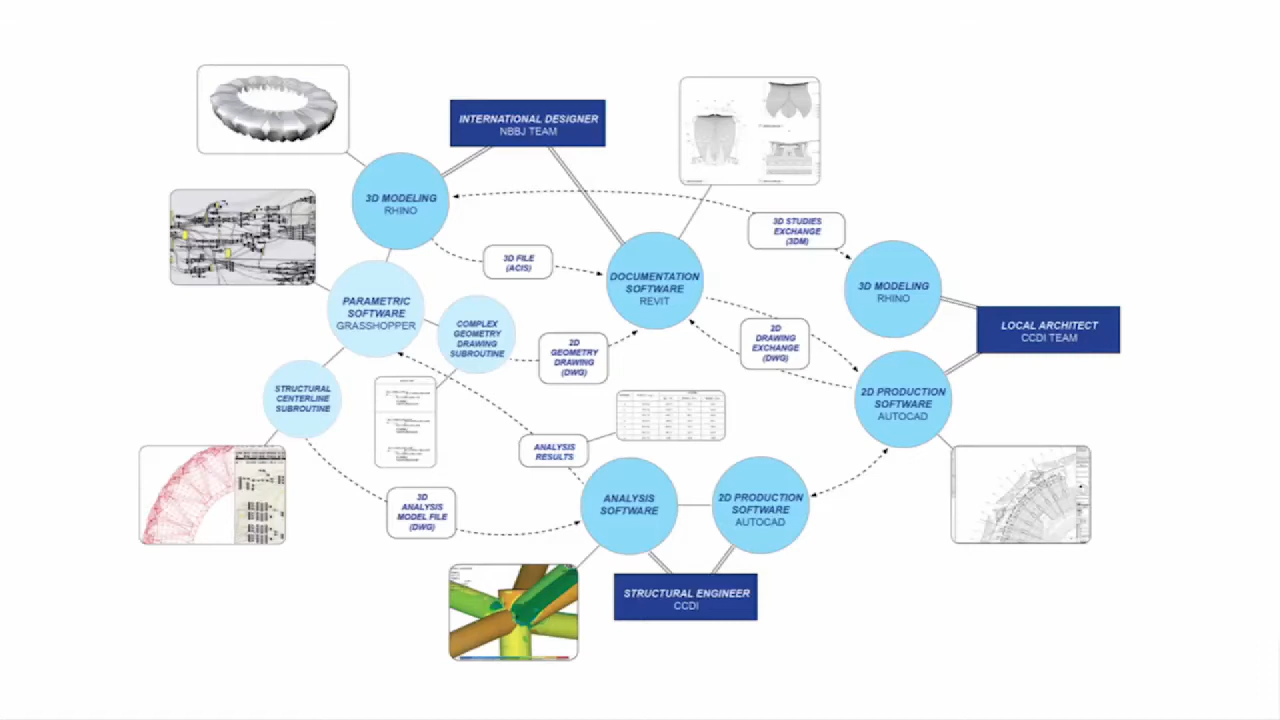 INTERNATIONAL DESIGNER
NBBJ TEAM
3D MODELING
RHINO
3D STUDIES
EXCHANGE
(3DM)
3D FILE
(ACIS)
DOCUMENTATION
SOFTWARE
REVIT
3D MODELING
RHINO
PARAMETRIC
SOFTWARE
GRASSHOPPER
COMPLEX
GEOMETRY
DRAWING
SUBROUTINE
2D
GEOMETRY
DRAWING
(DWG)
2D
DRAWING
EXCHANGE
(DWG)
LOCAL ARCHITECT
CCDI TEAM
STRUCTURAL
CENTERLINE
SUBROUTINE
2D PRODUCTION
SOFTWARE
AUTOCAD
ANALYSIS
RESULTS
3D
ANALYSIS
MODEL FILE
(DWG)
ANALYSIS
SOFTWARE
2D PRODUCTION
SOFTWARE
AUTOCAD
STRUCTURAL ENGINEER
CCDI